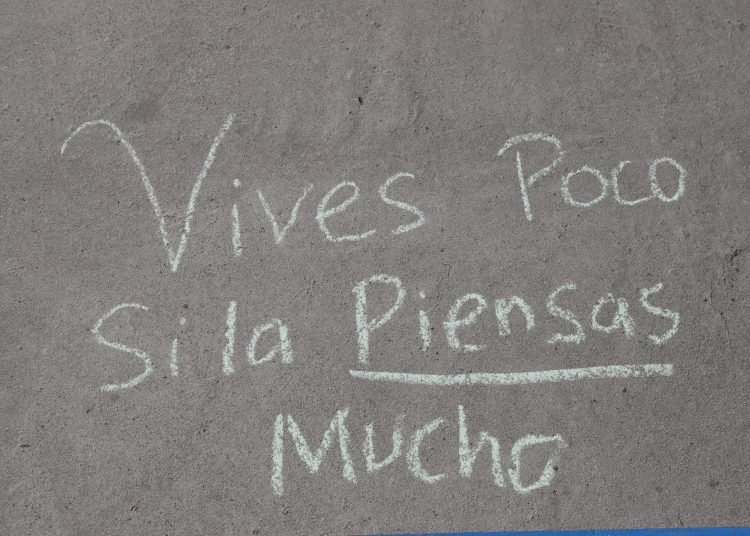 Vives Poco
Si la Piensas
Mucho